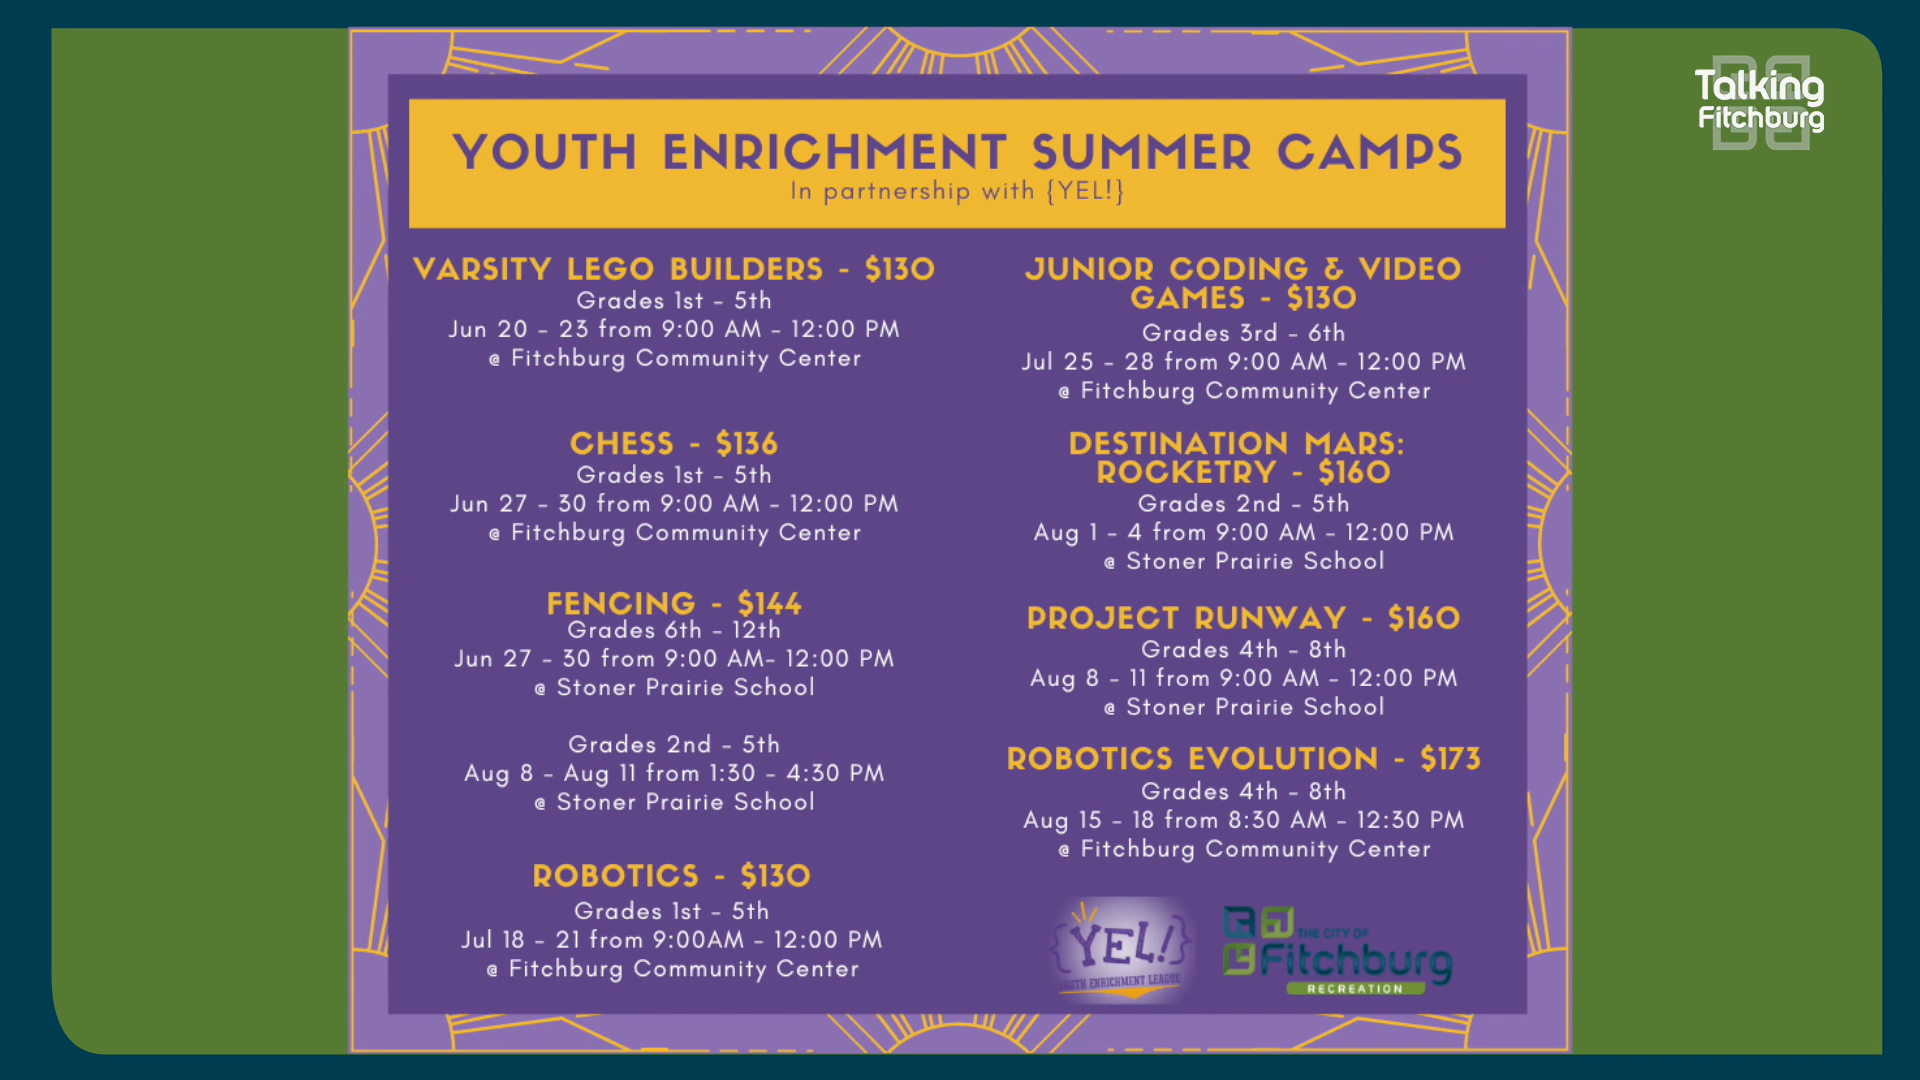 Talking
Fitchburg
YOUTH ENRICHMENT SUMMER CAMPS
In partnership with {YEL!}
VARSITY LEGO BUILDERS - $130
Grades 1st - 5th
Jun 20 - 23 from 9:00 AM - 12:00 PM
@ Fitchburg Community Center
CHESS - $136
Grades 1st - 5th
Jun 27 - 30 from 9:00 AM - 12:00 PM
@ Fitchburg Community Center
FENCING - $144
Grades 6th - 12th
Jun 27 - 30 from 9:00 AM- 12:00 PM
@ Stoner Prairie School
Grades 2nd - 5th
Aug 8 - Aug 11 from 1:30 - 4:30 PM
@ Stoner Prairie School
ROBOTICS - $130
Grades 1st - 5th
Jul 18 - 21 from 9:00AM - 12:00 PM
@ Fitchburg Community Center
JUNIOR CODING & VIDEO
GAMES - $130
Grades 3rd - 6th
Jul 25 - 28 from 9:00 AM - 12:00 PM
@ Fitchburg Community Center
DESTINATION MARS:
ROCKETRY - $160
Grades 2nd - 5th
Aug 1 - 4 from 9:00 AM - 12:00 PM
@ Stoner Prairie School
PROJECT RUNWAY - $160
Grades 4th - 8th
Aug 8 - 11 from 9:00 AM - 12:00 PM
@ Stoner Prairie School
ROBOTICS EVOLUTION - $173
Grades 4th - 8th
Aug 15 - 18 from 8:30 AM - 12:30 PM
@ Fitchburg Community Center
{YEL!}
YOUTH ENRICHMENT LEAGUE
THE CITY OF
Fitchburg
RECREATION